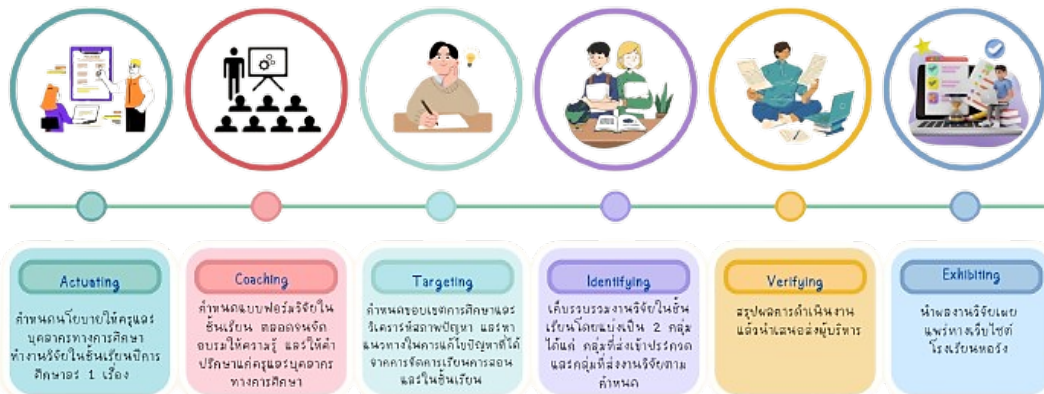 Actuating
กำหนดนโยบายให้ครูและ
บุคลากรทางการศึกษา
ทำงานวิจัยในชั้นเรียนปีการ
ศึกษาละ 1 เรื่อง
Coaching
กำหนดแบบฟอร์มวิจัยใน
ชั้นเรียน ตลอดจนจัด
อบรมให้ความรู้ และให้คำ
ปรึกษาแก่ครูและบุคลากร
ทางการศึกษา
Targeting
กำหนดขอบเขตการศึกษาและ
วิเคราะห์สภาพปัญหา และหา
แนวทางในการแก้ไขปัญหาที่ได้
จากการจัดการเรียนการสอน
และในชั้นเรียน
Identifying
เก็บรวบรวมงานวิจัยในชั้น
เรียนโดยแบ่งเป็น 2 กลุ่ม
ได้แก่ กลุ่มที่ส่งเข้าประกวด
และกลุ่มที่ส่งงานวิจัยตาม
กำหนด
Verifying
สรุปผลการดำเนินงาน
แล้วนำเสนอส่งผู้บริหาร
Exhibiting
นำผลงานวิจัยเผย
แพร่ทางเว็บไซต์
โรงเรียนหอวัง